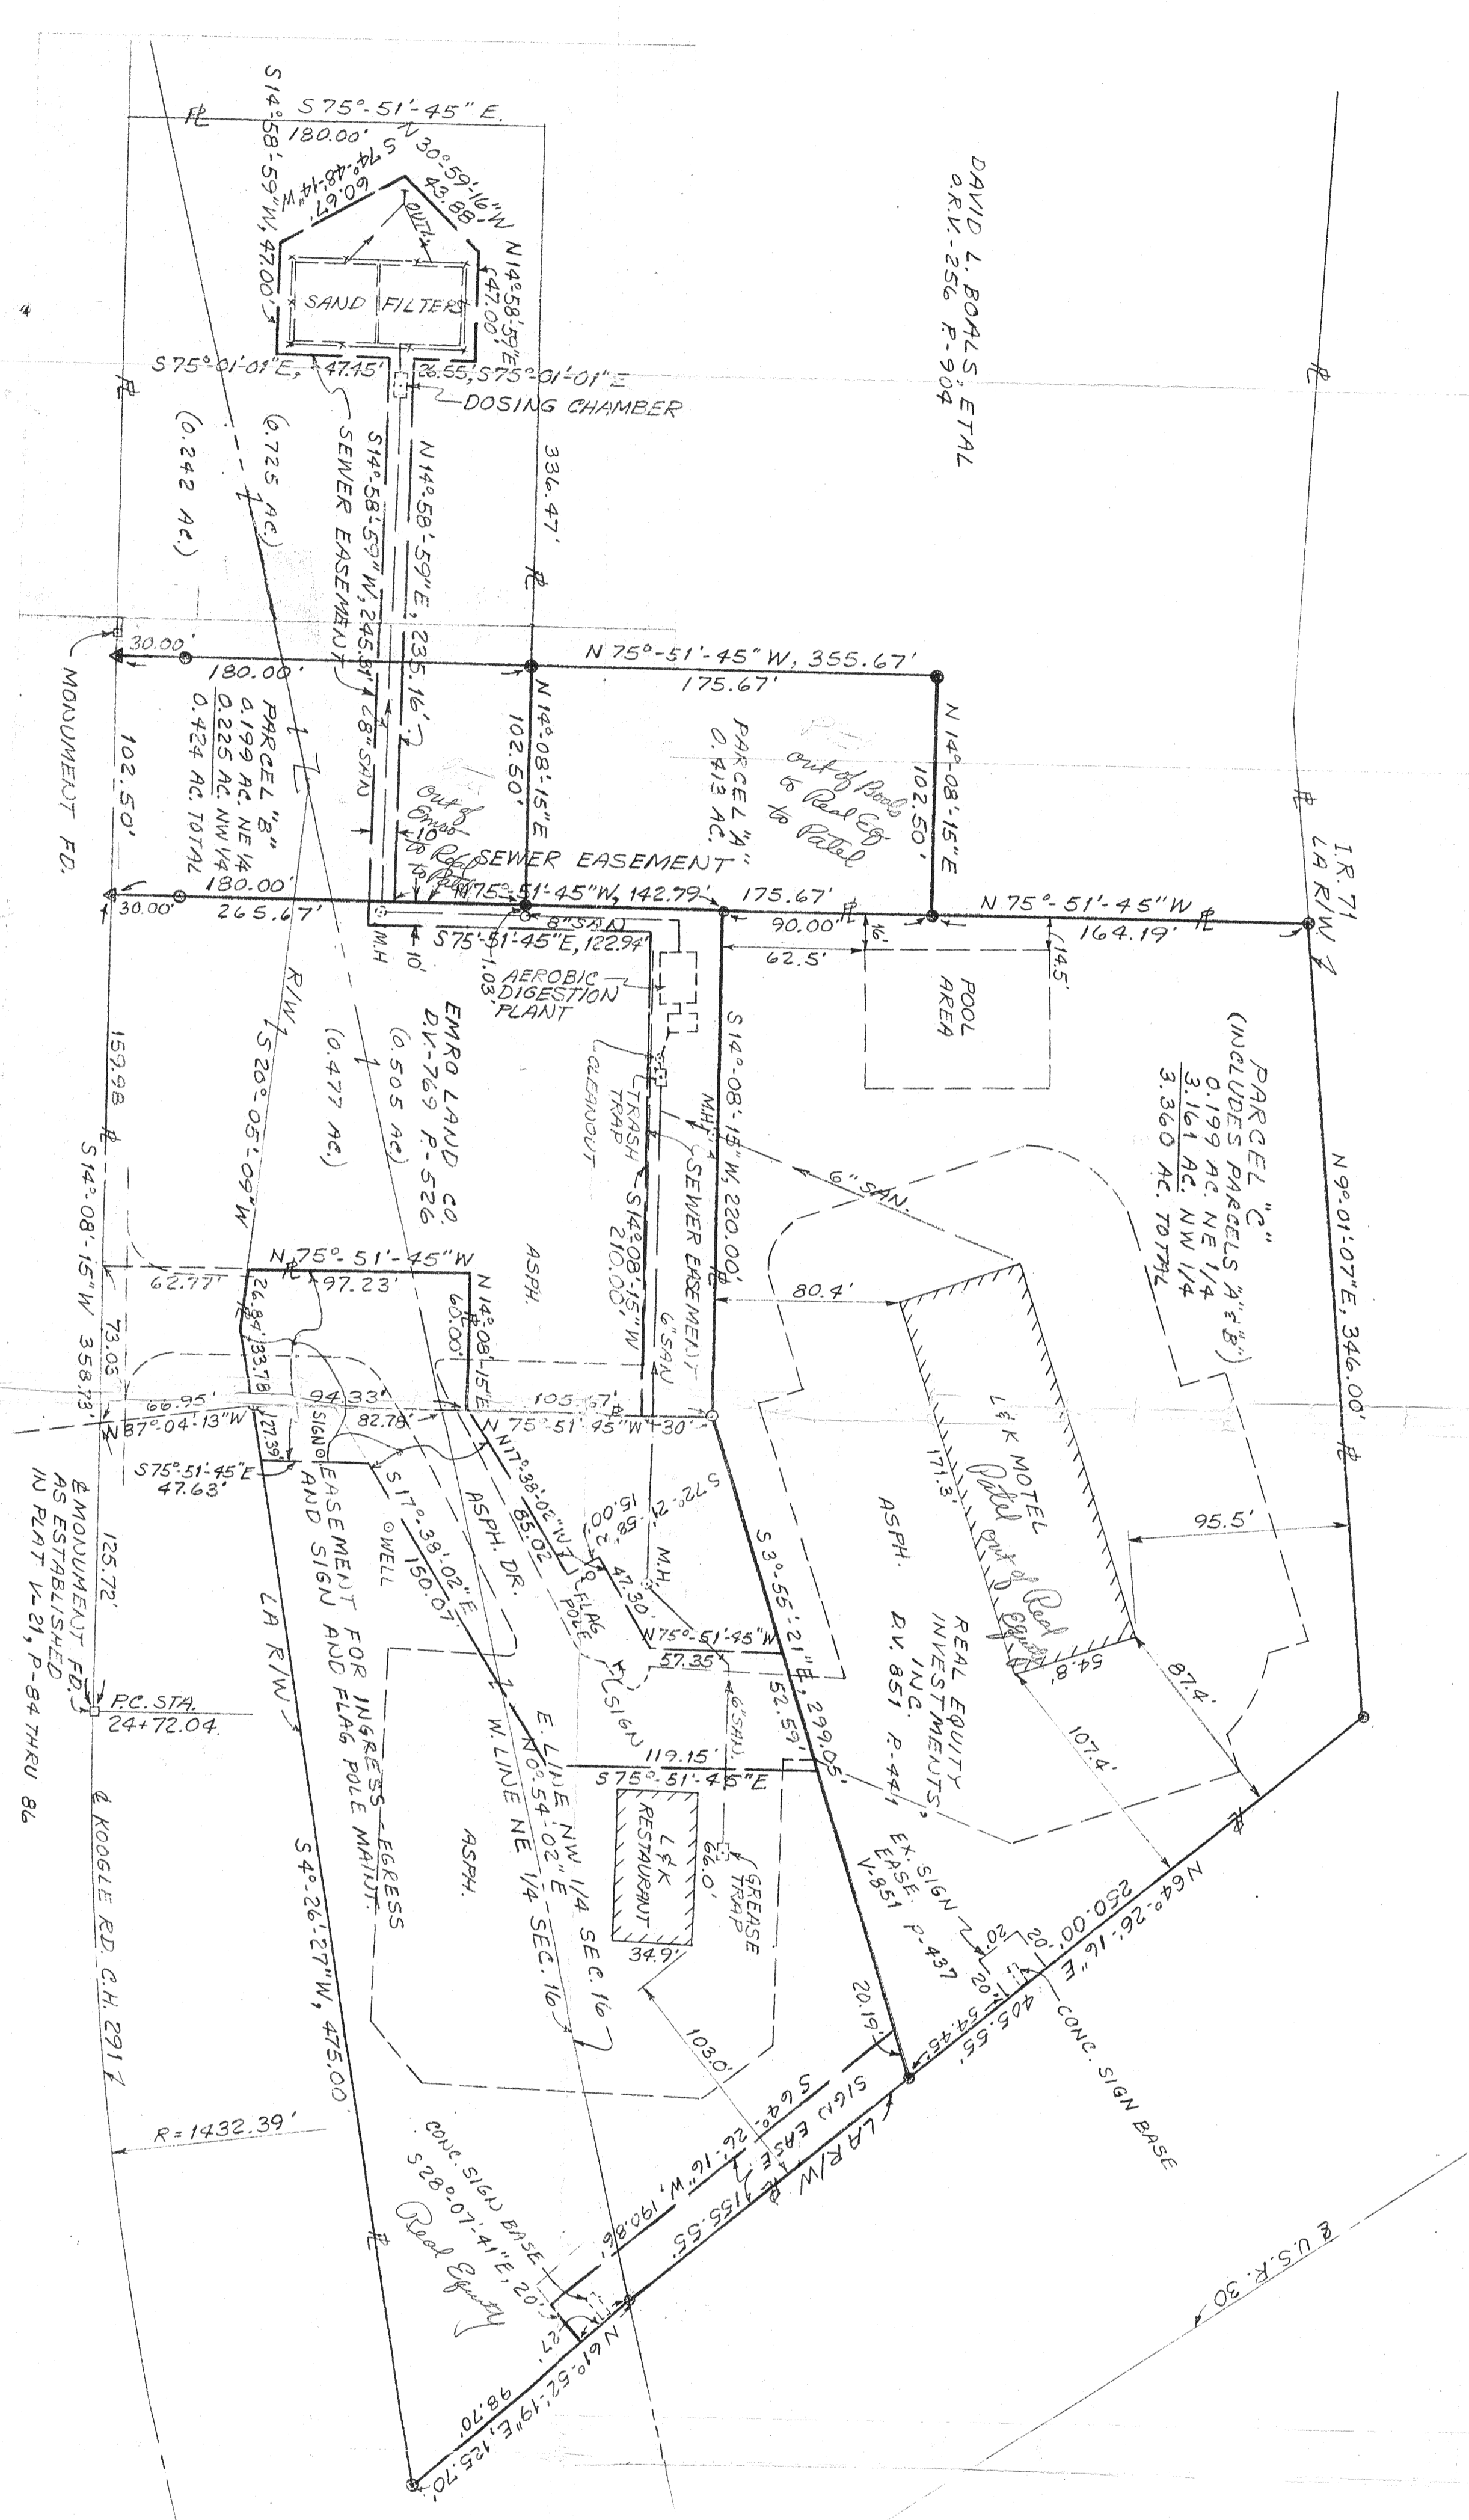 S 75°-51'-45" E.
180.00'
S 14°-58'-59" W, 47.00'
S 74°-48'-14" W
60.67'
N 30°-59'-16" W
43.88'
N 14°-58'-59" E
47.00'
OUTLET
SAND FILTERS
S 75°-01'-01" E, 47.45'
26.55', S 75°-01'-01" E
DOSING CHAMBER
DAVID L. BOALS, ETAL
O.R.V.-256 P.-904
(0.725 AC.)
(0.242 AC.)
SEWER EASEMENT
S 14°-58'-59" W, 245.81'
N 14°-58'-59" E, 235.16'
336.47'
8" SAN
30.00'
180.00'
N 75°-51'-45" W, 355.67'
175.67'
MONUMENT FD.
102.50'
PARCEL "B"
0.199 AC. NE 1/4
0.225 AC. NW 1/4
0.424 AC. TOTAL
N 14°-08'-15" E
102.50'
PARCEL "A"
0.413 AC.
out of Boals
to Real Eq
to Patel
out of
Emro
to Real
to Patel
10'
N 14°-08'-15" E
102.50'
I.R. 71
LA R/W
SEWER EASEMENT
180.00'
30.00'
265.67'
N 75°-51'-45" W, 142.79'
175.67'
90.00'
N 75°-51'-45" W
164.19'
8" SAN
S 75°-51'-45" E, 122.94'
M.H
10'
1.03'
AEROBIC
DIGESTION
PLANT
62.5'
16'
14.5'
POOL
AREA
R/W
S 20°-05'-09" W
(0.477 AC.)
(0.505 AC.)
EMRO LAND CO.
D.V.-769 P.-526
CLEANOUT
TRASH
TRAP
S 14°-08'-15" W
210.00'
SEWER EASEMENT
M.H.
S 14°-08'-15" W, 220.00'
6" SAN.
PARCEL "C"
(INCLUDES PARCELS "A" & "B")
0.199 AC. NE 1/4
3.161 AC. NW 1/4
3.360 AC. TOTAL
N 9°-01'-07" E, 346.00'
159.98
S 14°-08'-15" W 358.73'
73.03
62.77'
N 75°-51'-45" W
97.23'
26.84'
33.78
N 14°-08'-15" E
60.00'
ASPH.
6" SAN
80.4'
66.95'
N 87°-04'-13" W
94.33'
82.78'
105.67'
N 75°-51'-45" W
30'
27.39'
SIGN
S 75°-51'-45" E
47.63'
L & K MOTEL
Patel out of Real
Equity
171.3'
54.8'
95.5'
87.4'
107.4'
ASPH.
EASEMENT FOR INGRESS - EGRESS
AND SIGN AND FLAG POLE MAINT.
WELL
S 17°-38'-02" E
150.07'
ASPH. DR.
N 17°-38'-02" W
85.02
S 72°-21'-58"
15.00'
2.00'
47.30'
FLAG
POLE
SIGN
M.H.
N 75°-51'-45" W
57.35'
S 3°-55'-21" E, 299.05'
52.59'
6" SAN.
119.15'
S 75°-51'-45" E
REAL EQUITY
INVESTMENTS,
INC.
D.V. 851 P.-441
MONUMENT FD.
AS ESTABLISHED
IN PLAT V-21, P-84 THRU 86
125.72'
P.C. STA.
24+72.04
LA R/W
KOOGLE RD. C.H. 291
S 4°-26'-27" W, 475.00'
ASPH.
E. LINE NW 1/4 SEC. 16
N 0°-54'-02" E
W. LINE NE 1/4 SEC. 16
L & K
RESTAURANT
66.0'
34.9'
GREASE
TRAP
103.0'
EX. SIGN
EASE.
V-851 P-437
20'
20'
20'
54.45'
250.00'
N 64°-26'-16" E
405.55'
CONC. SIGN BASE
20.19'
S 64°-26'-16" W, 190.86'
SIGN EASE.
155.55'
LA R/W
R = 1432.39'
CONC. SIGN BASE
S 28°-07'-41" E, 20'
Real Equity
27'
98.70'
N 61°-52'-19" E, 125.70'
U.S.R. 30